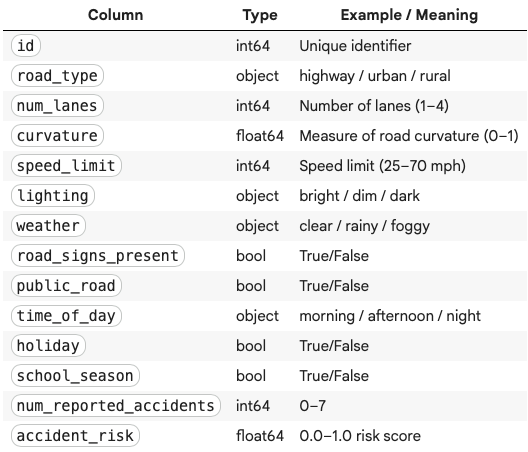 Column Type Example / Meaning
id int64 Unique identifier
road_type object highway / urban / rural
num_lanes int64 Number of lanes (1–4)
curvature float64 Measure of road curvature (0–1)
speed_limit int64 Speed limit (25–70 mph)
lighting object bright / dim / dark
weather object clear / rainy / foggy
road_signs_present bool True/False
public_road bool True/False
time_of_day object morning / afternoon / night
holiday bool True/False
school_season bool True/False
num_reported_accidents int64 0–7
accident_risk float64 0.0–1.0 risk score